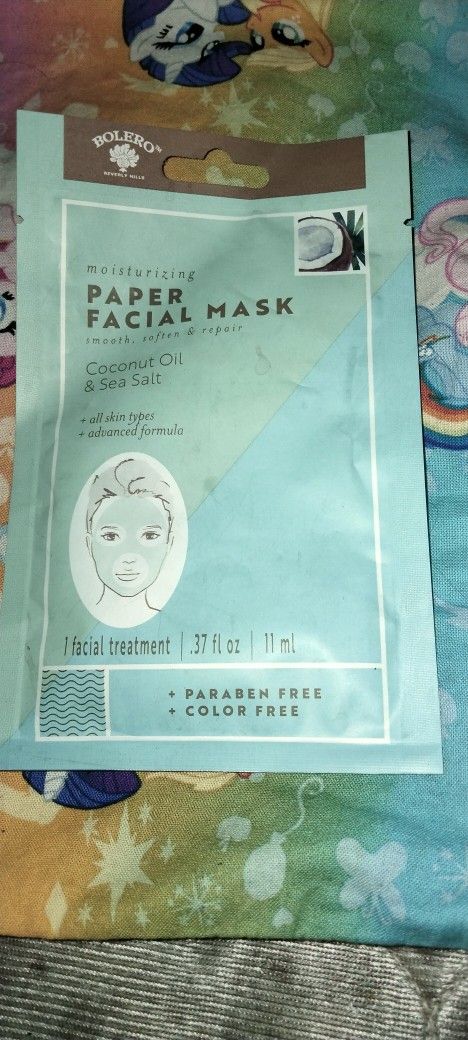 BOLERO™
BEVERLY HILLS
moisturizing
PAPER
FACIAL MASK
smooth, soften & repair
Coconut Oil
& Sea Salt
+ all skin types
+ advanced formula
1 facial treatment | .37 fl oz | 11 ml
+ PARABEN FREE
+ COLOR FREE